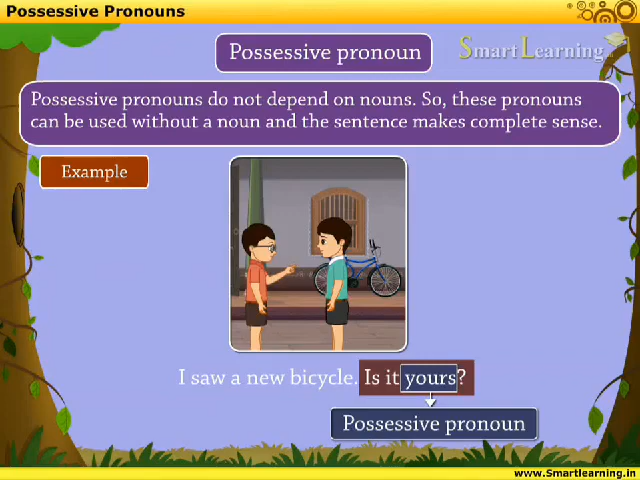 Possessive Pronouns
Possessive pronoun
SmartLearning...
Possessive pronouns do not depend on nouns. So, these pronouns
can be used without a noun and the sentence makes complete sense.
Example
I saw a new bicycle. Is it yours?
Possessive pronoun
www.Smartlearning.in